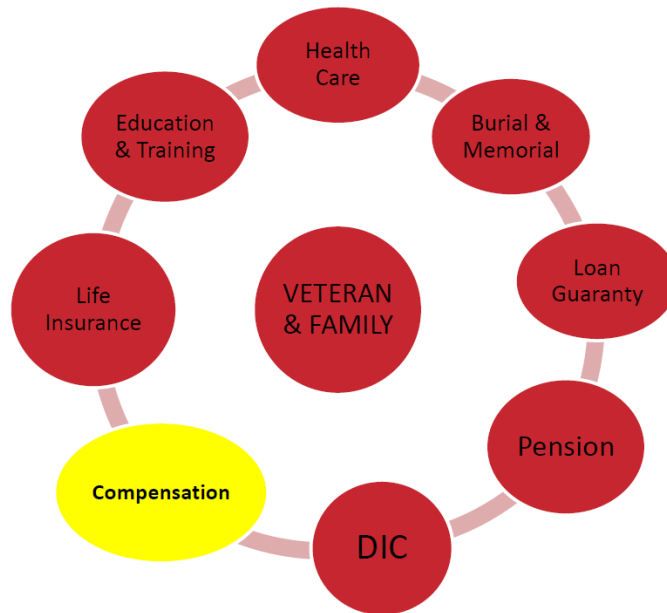 Health
Care
Burial &
Memorial
Loan
Guaranty
Pension
DIC
Compensation
Life
Insurance
Education
& Training
VETERAN
& FAMILY